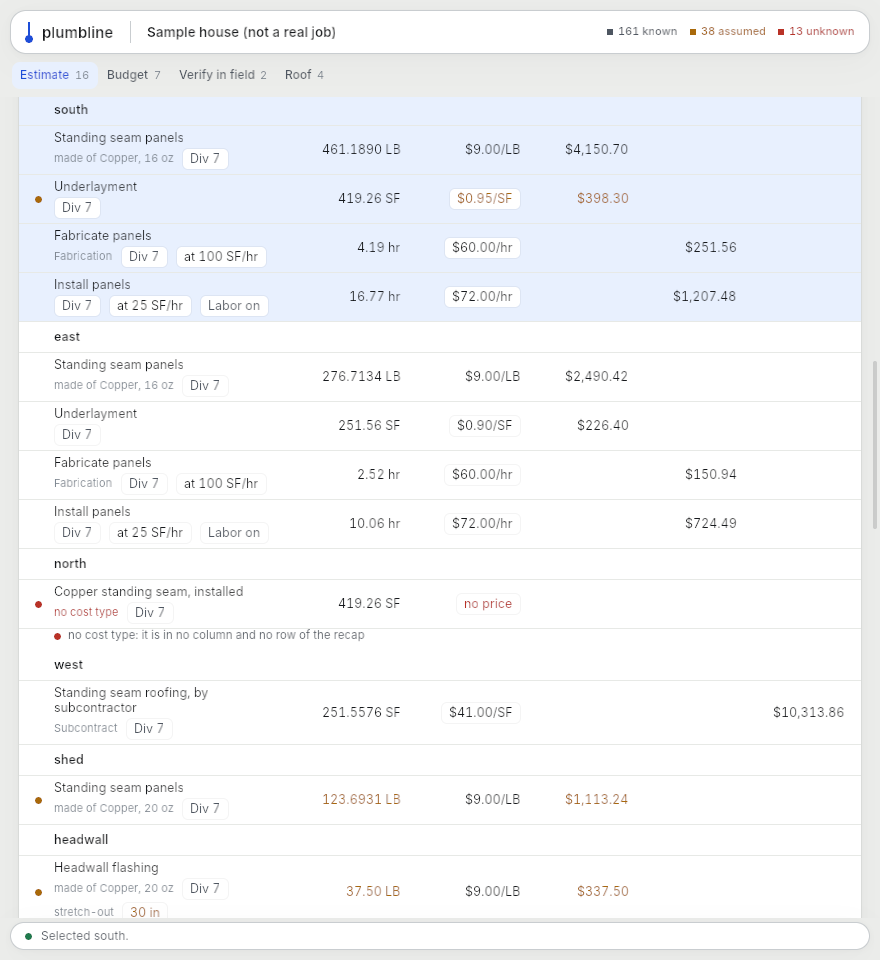 plumbline Sample house (not a real job) 161 known 38 assumed 13 unknown
Estimate 16 Budget 7 Verify in field 2 Roof 4
south
Standing seam panels
made of Copper, 16 oz Div 7 461.1890 LB $9.00/LB $4,150.70
Underlayment
Div 7 419.26 SF $0.95/SF $398.30
Fabricate panels
Fabrication Div 7 at 100 SF/hr 4.19 hr $60.00/hr $251.56
Install panels
Div 7 at 25 SF/hr Labor on 16.77 hr $72.00/hr $1,207.48
east
Standing seam panels
made of Copper, 16 oz Div 7 276.7134 LB $9.00/LB $2,490.42
Underlayment
Div 7 251.56 SF $0.90/SF $226.40
Fabricate panels
Fabrication Div 7 at 100 SF/hr 2.52 hr $60.00/hr $150.94
Install panels
Div 7 at 25 SF/hr Labor on 10.06 hr $72.00/hr $724.49
north
Copper standing seam, installed
no cost type Div 7 419.26 SF no price
no cost type: it is in no column and no row of the recap
west
Standing seam roofing, by
subcontractor
Subcontract Div 7 251.5576 SF $41.00/SF $10,313.86
shed
Standing seam panels
made of Copper, 20 oz Div 7 123.6931 LB $9.00/LB $1,113.24
headwall
Headwall flashing
made of Copper, 20 oz Div 7 37.50 LB $9.00/LB $337.50
stretch-out 30 in
Selected south.